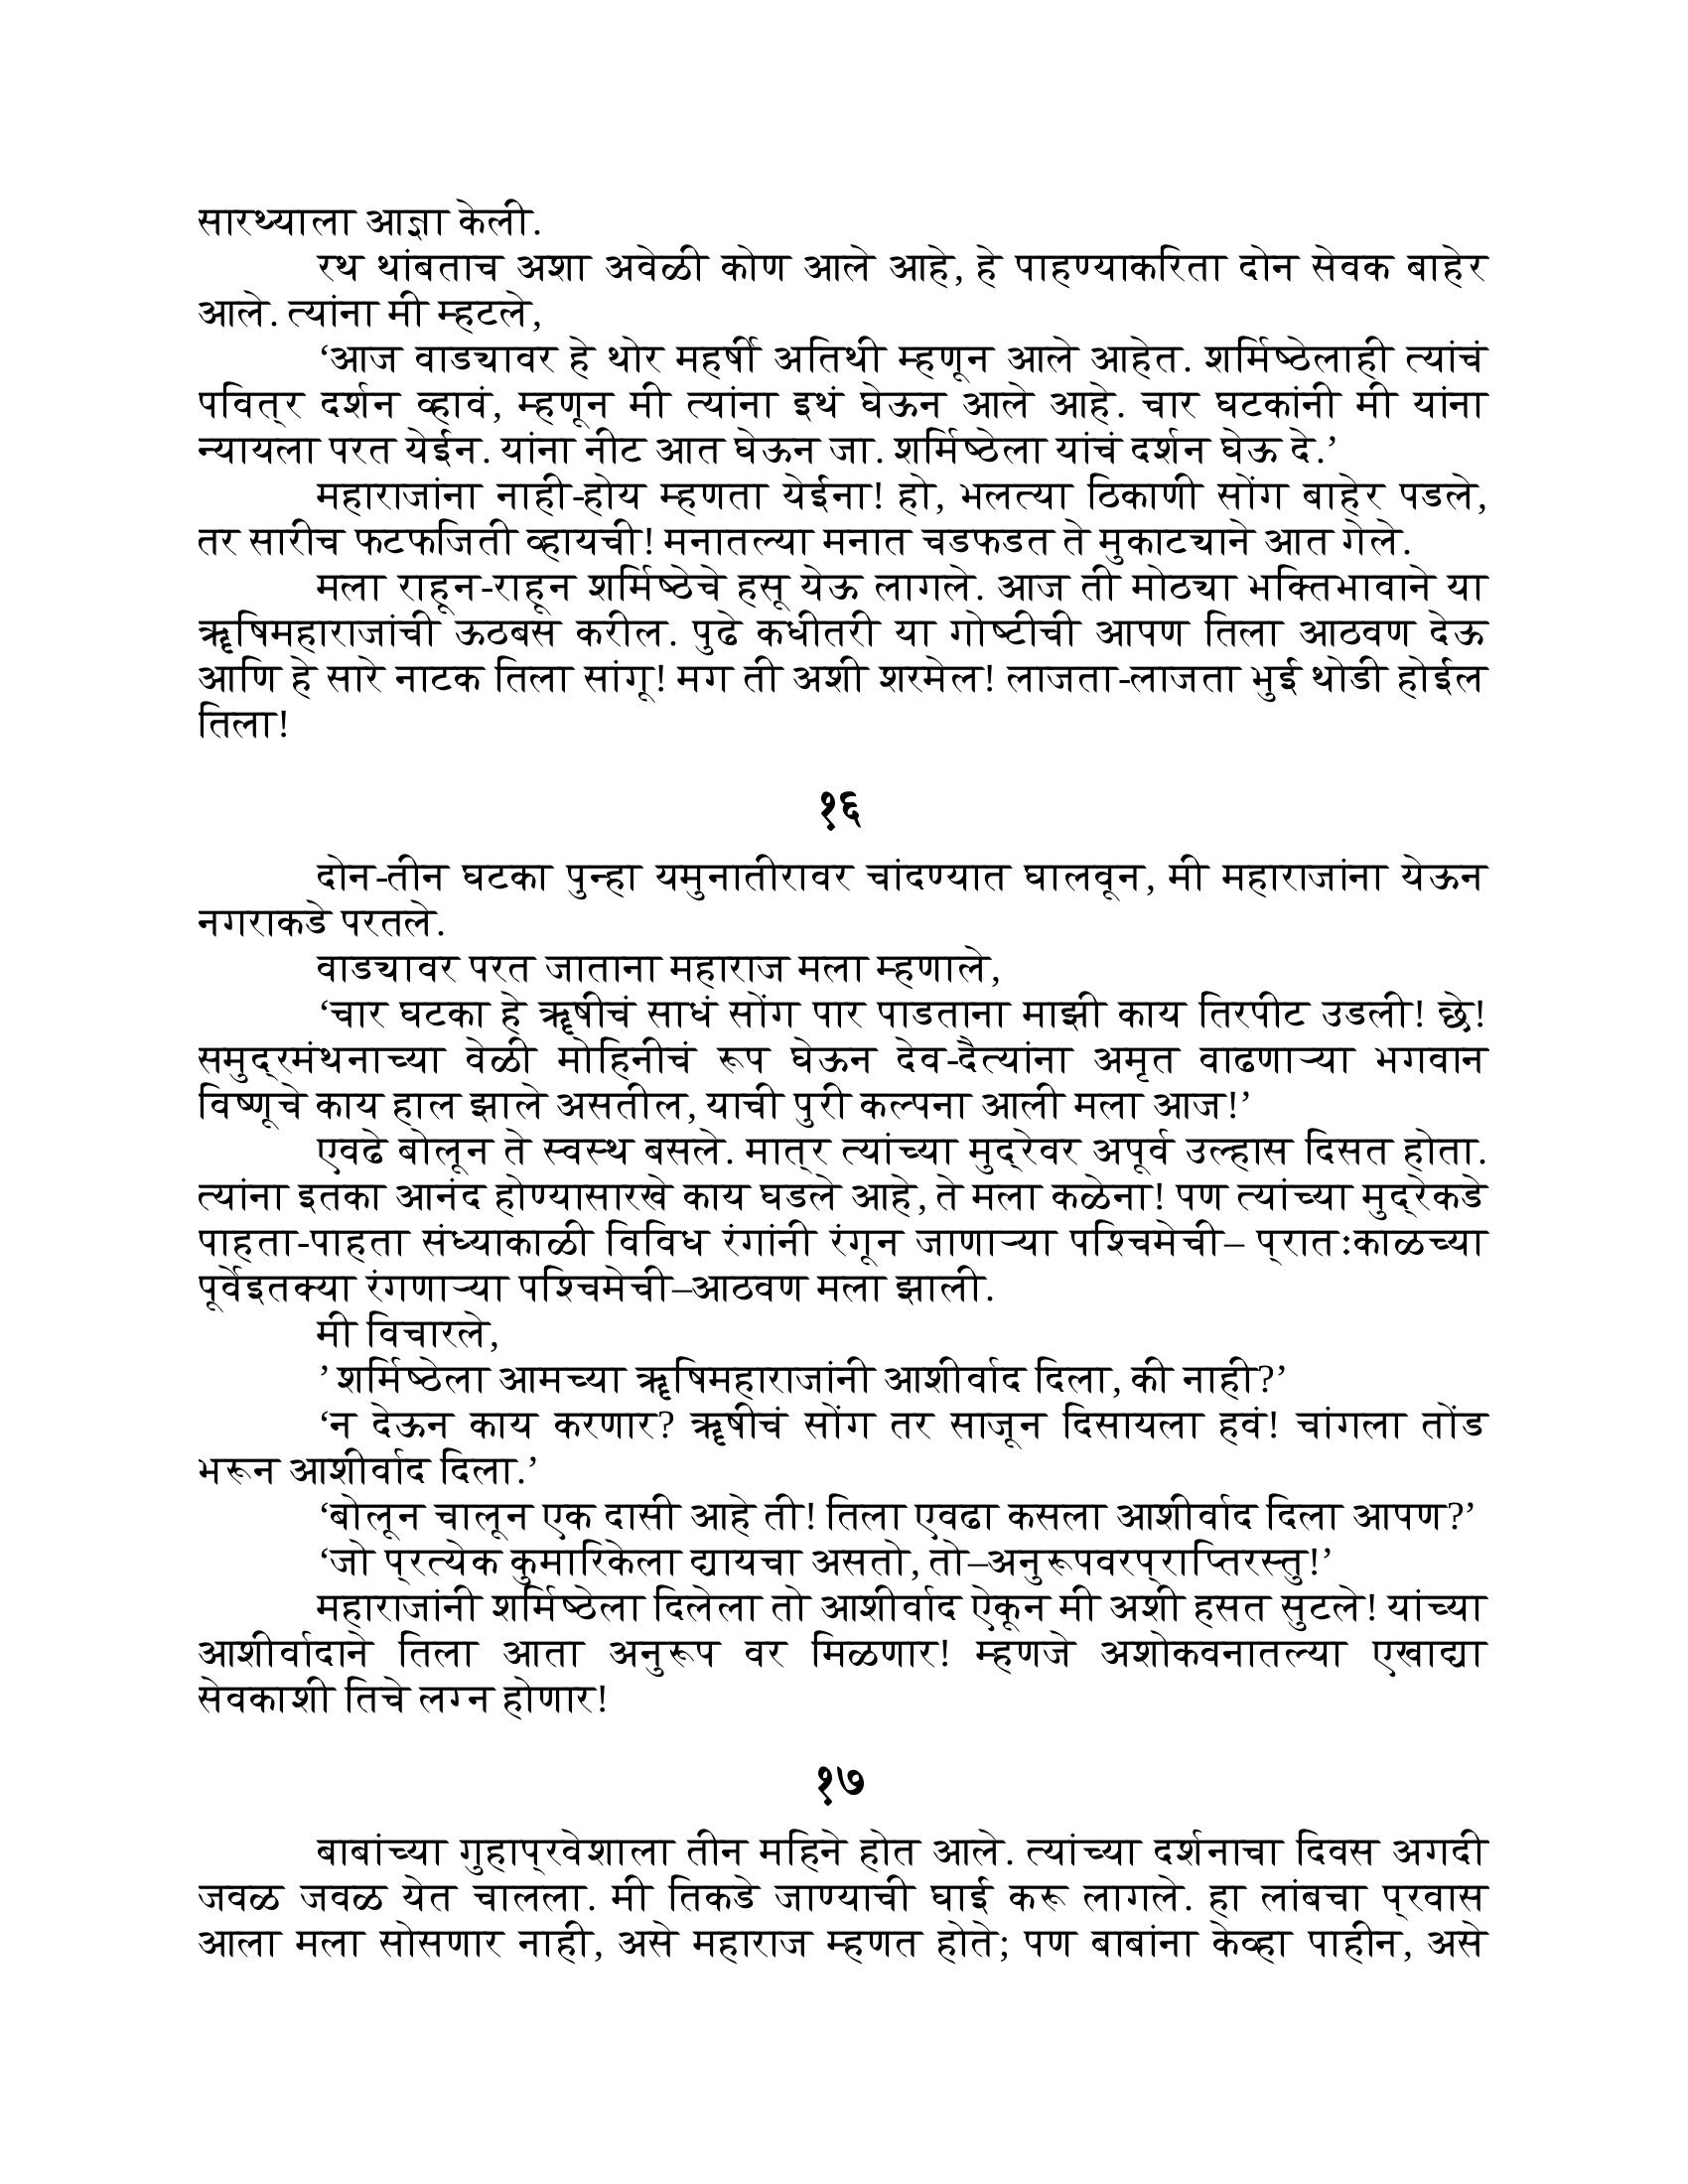 सारथ्याला आज्ञा केली.
रथ थांबताच अशा अवेळी कोण आले आहे, हे पाहण्याकरिता दोन सेवक बाहेर
आले. त्यांना मी म्हटले,
‘आज वाड्यावर हे थोर महर्षी अतिथी म्हणून आले आहेत. शर्मिष्ठेलाही त्यांचं
पवित्र दर्शन व्हावं, म्हणून मी त्यांना इथं घेऊन आले आहे. चार घटकांनी मी यांना
न्यायला परत येईन. यांना नीट आत घेऊन जा. शर्मिष्ठेला यांचं दर्शन घेऊ दे.’
महाराजांना नाही-होय म्हणता येईना! हो, भलत्या ठिकाणी सोंग बाहेर पडले,
तर सारीच फटफजिती व्हायची! मनातल्या मनात चडफडत ते मुकाट्याने आत गेले.
मला राहून-राहून शर्मिष्ठेचे हसू येऊ लागले. आज ती मोठ्या भक्तिभावाने या
ॠषिमहाराजांची ऊठबस करील. पुढे कधीतरी या गोष्टीची आपण तिला आठवण देऊ
आणि हे सारे नाटक तिला सांगू! मग ती अशी शरमेल! लाजता-लाजता भुई थोडी होईल
तिला!
१६
दोन-तीन घटका पुन्हा यमुनातीरावर चांदण्यात घालवून, मी महाराजांना येऊन
नगराकडे परतले.
वाड्यावर परत जाताना महाराज मला म्हणाले,
‘चार घटका हे ॠषीचं साधं सोंग पार पाडताना माझी काय तिरपीट उडली! छे!
समुद्रमंथनाच्या वेळी मोहिनीचं रूप घेऊन देव-दैत्यांना अमृत वाढणाऱ्या भगवान
विष्णूचे काय हाल झाले असतील, याची पुरी कल्पना आली मला आज!’
एवढे बोलून ते स्वस्थ बसले. मात्र त्यांच्या मुद्रेवर अपूर्व उल्हास दिसत होता.
त्यांना इतका आनंद होण्यासारखे काय घडले आहे, ते मला कळेना! पण त्यांच्या मुद्रेकडे
पाहता-पाहता संध्याकाळी विविध रंगांनी रंगून जाणाऱ्या पश्चिमेची– प्रातःकाळच्या
पूर्वेइतक्या रंगणाऱ्या पश्चिमेची–आठवण मला झाली.
मी विचारले,
’ शर्मिष्ठेला आमच्या ॠषिमहाराजांनी आशीर्वाद दिला, की नाही?’
‘न देऊन काय करणार? ॠषीचं सोंग तर साजून दिसायला हवं! चांगला तोंड
भरून आशीर्वाद दिला.’
‘बोलून चालून एक दासी आहे ती! तिला एवढा कसला आशीर्वाद दिला आपण?’
‘जो प्रत्येक कुमारिकेला द्यायचा असतो, तो–अनुरूपवरप्राप्तिरस्तु!’
महाराजांनी शर्मिष्ठेला दिलेला तो आशीर्वाद ऐकून मी अशी हसत सुटले! यांच्या
आशीर्वादाने तिला आता अनुरूप वर मिळणार! म्हणजे अशोकवनातल्या एखाद्या
सेवकाशी तिचे लग्न होणार!
१७
बाबांच्या गुहाप्रवेशाला तीन महिने होत आले. त्यांच्या दर्शनाचा दिवस अगदी
जवळ जवळ येत चालला. मी तिकडे जाण्याची घाई करू लागले. हा लांबचा प्रवास
आला मला सोसणार नाही, असे महाराज म्हणत होते; पण बाबांना केव्हा पाहीन, असे